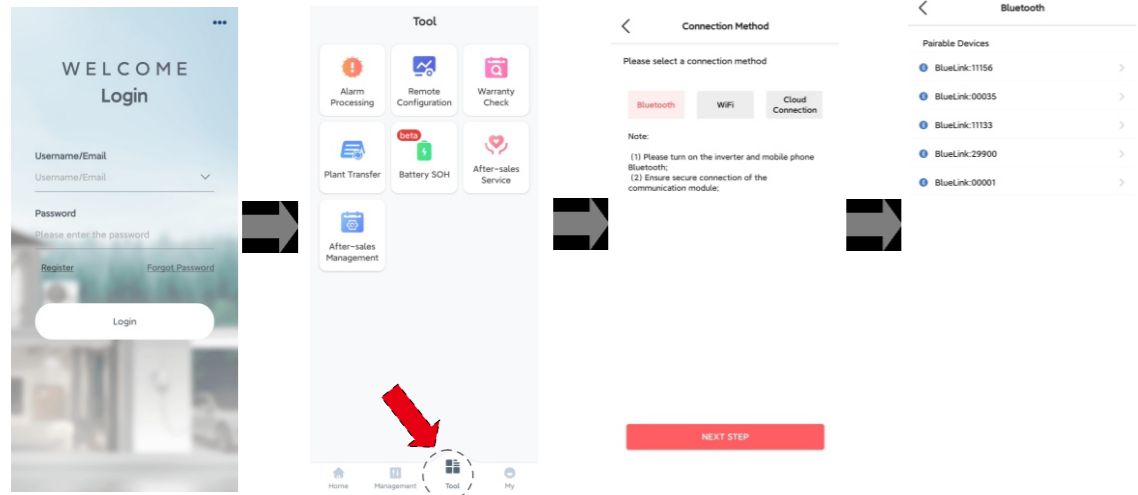 WELCOME
Login
Username/Email
Username/Email
Password
Please enter the password
Register
Forgot Password
Login
Tool
Alarm
Processing
Remote
Configuration
Warranty
Check
Plant Transfer
beta
Battery SOH
After-sales
Service
After-sales
Management
Home
Management
Tool
My
Connection Method
Please select a connection method
Bluetooth
WiFi
Cloud
Connection
Note:
(1) Please turn on the inverter and mobile phone
Bluetooth;
(2) Ensure secure connection of the
communication module;
NEXT STEP
Bluetooth
Pairable Devices
BlueLink:11156
BlueLink:00035
BlueLink:11133
BlueLink:29900
BlueLink:00001